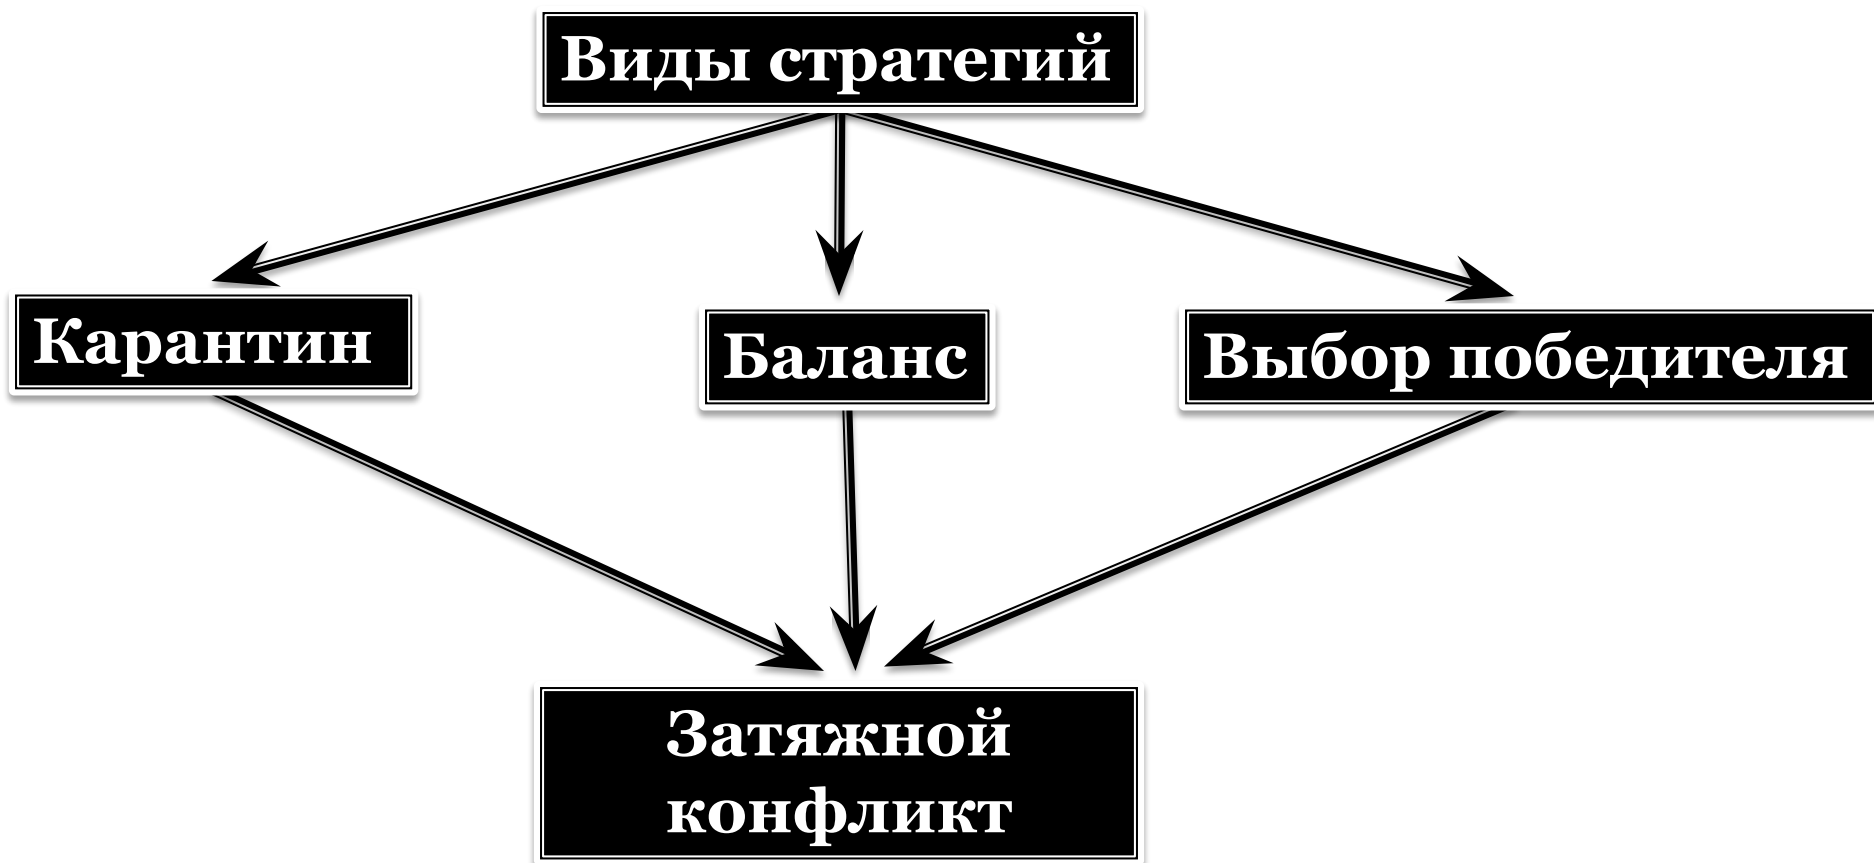 Виды стратегий
Карантин
Баланс
Выбор победителя
Затяжной
конфликт